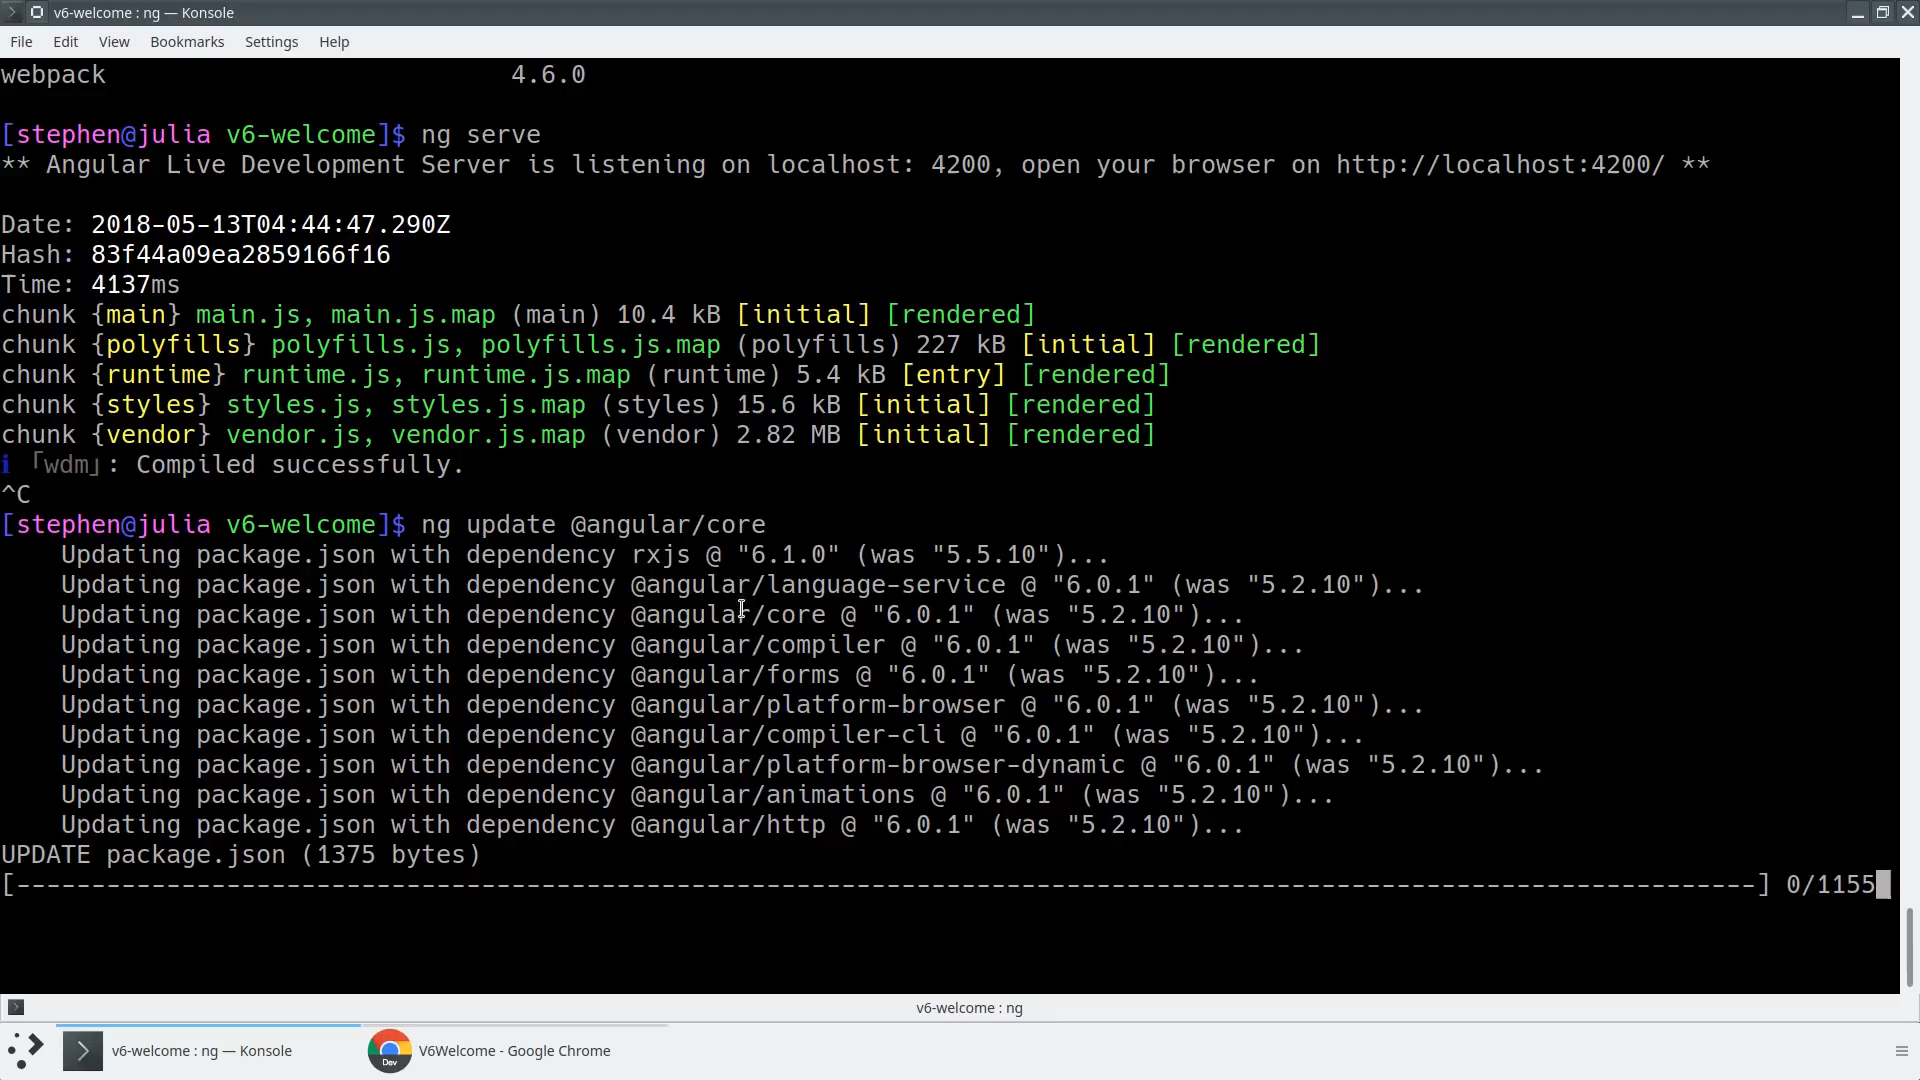 v6-welcome : ng — Konsole
File Edit View Bookmarks Settings Help
webpack 4.6.0
[stephen@julia v6-welcome]$ ng serve
** Angular Live Development Server is listening on localhost: 4200, open your browser on http://localhost:4200/ **
Date: 2018-05-13T04:44:47.290Z
Hash: 83f44a09ea2859166f16
Time: 4137ms
chunk {main} main.js, main.js.map (main) 10.4 kB [initial] [rendered]
chunk {polyfills} polyfills.js, polyfills.js.map (polyfills) 227 kB [initial] [rendered]
chunk {runtime} runtime.js, runtime.js.map (runtime) 5.4 kB [entry] [rendered]
chunk {styles} styles.js, styles.js.map (styles) 15.6 kB [initial] [rendered]
chunk {vendor} vendor.js, vendor.js.map (vendor) 2.82 MB [initial] [rendered]
ℹ ｢wdm｣: Compiled successfully.
^C
[stephen@julia v6-welcome]$ ng update @angular/core
Updating package.json with dependency rxjs @ "6.1.0" (was "5.5.10")...
Updating package.json with dependency @angular/language-service @ "6.0.1" (was "5.2.10")...
Updating package.json with dependency @angular/core @ "6.0.1" (was "5.2.10")...
Updating package.json with dependency @angular/compiler @ "6.0.1" (was "5.2.10")...
Updating package.json with dependency @angular/forms @ "6.0.1" (was "5.2.10")...
Updating package.json with dependency @angular/platform-browser @ "6.0.1" (was "5.2.10")...
Updating package.json with dependency @angular/compiler-cli @ "6.0.1" (was "5.2.10")...
Updating package.json with dependency @angular/platform-browser-dynamic @ "6.0.1" (was "5.2.10")...
Updating package.json with dependency @angular/animations @ "6.0.1" (was "5.2.10")...
Updating package.json with dependency @angular/http @ "6.0.1" (was "5.2.10")...
UPDATE package.json (1375 bytes)
[--------------------------------------------------------------------------------------------------------------------] 0/1155
v6-welcome : ng
v6-welcome : ng — Konsole Dev V6Welcome - Google Chrome